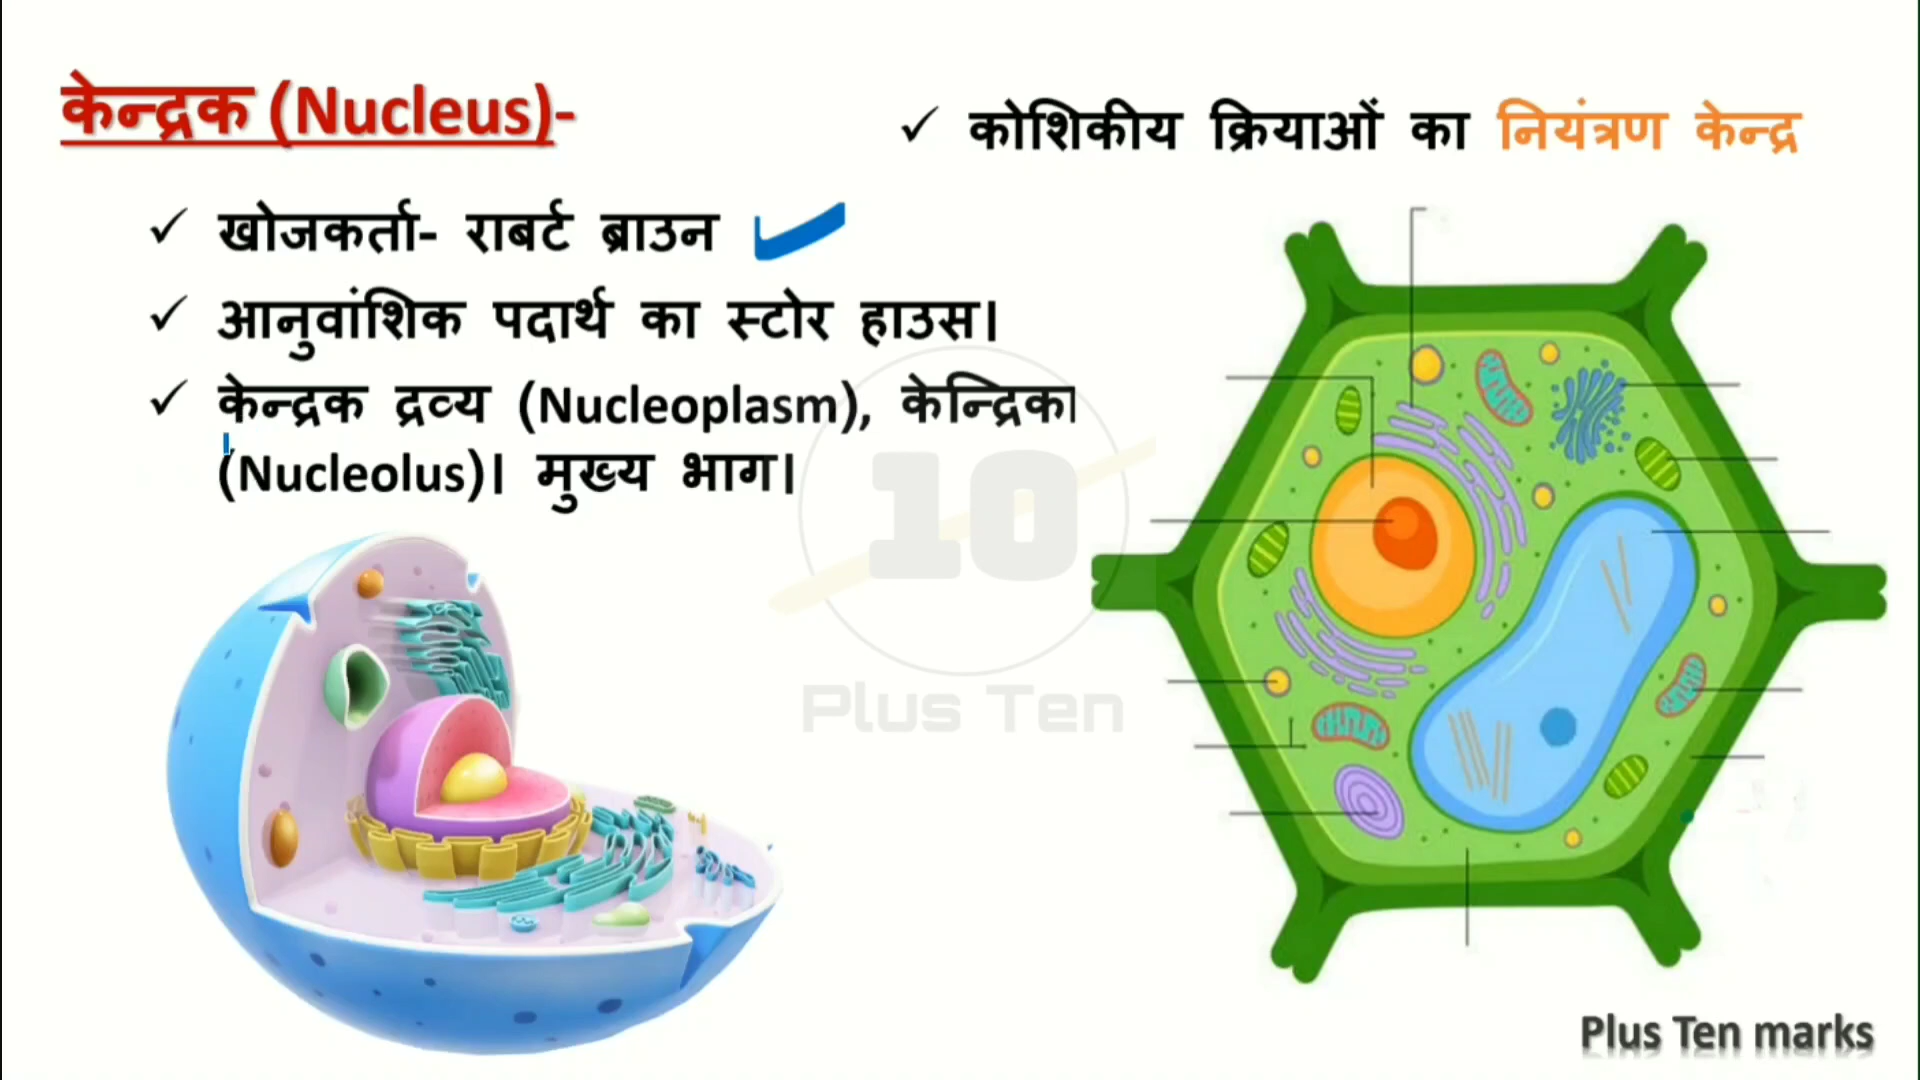 केन्द्रक (Nucleus)-
✓ कोशिकीय क्रियाओं का नियंत्रण केन्द्र
✓ खोजकर्ता- राबर्ट ब्राउन
✓ आनुवांशिक पदार्थ का स्टोर हाउस।
✓ केन्द्रक द्रव्य (Nucleoplasm), केन्द्रिका
(Nucleolus)। मुख्य भाग।
10
Plus Ten
Plus Ten marks